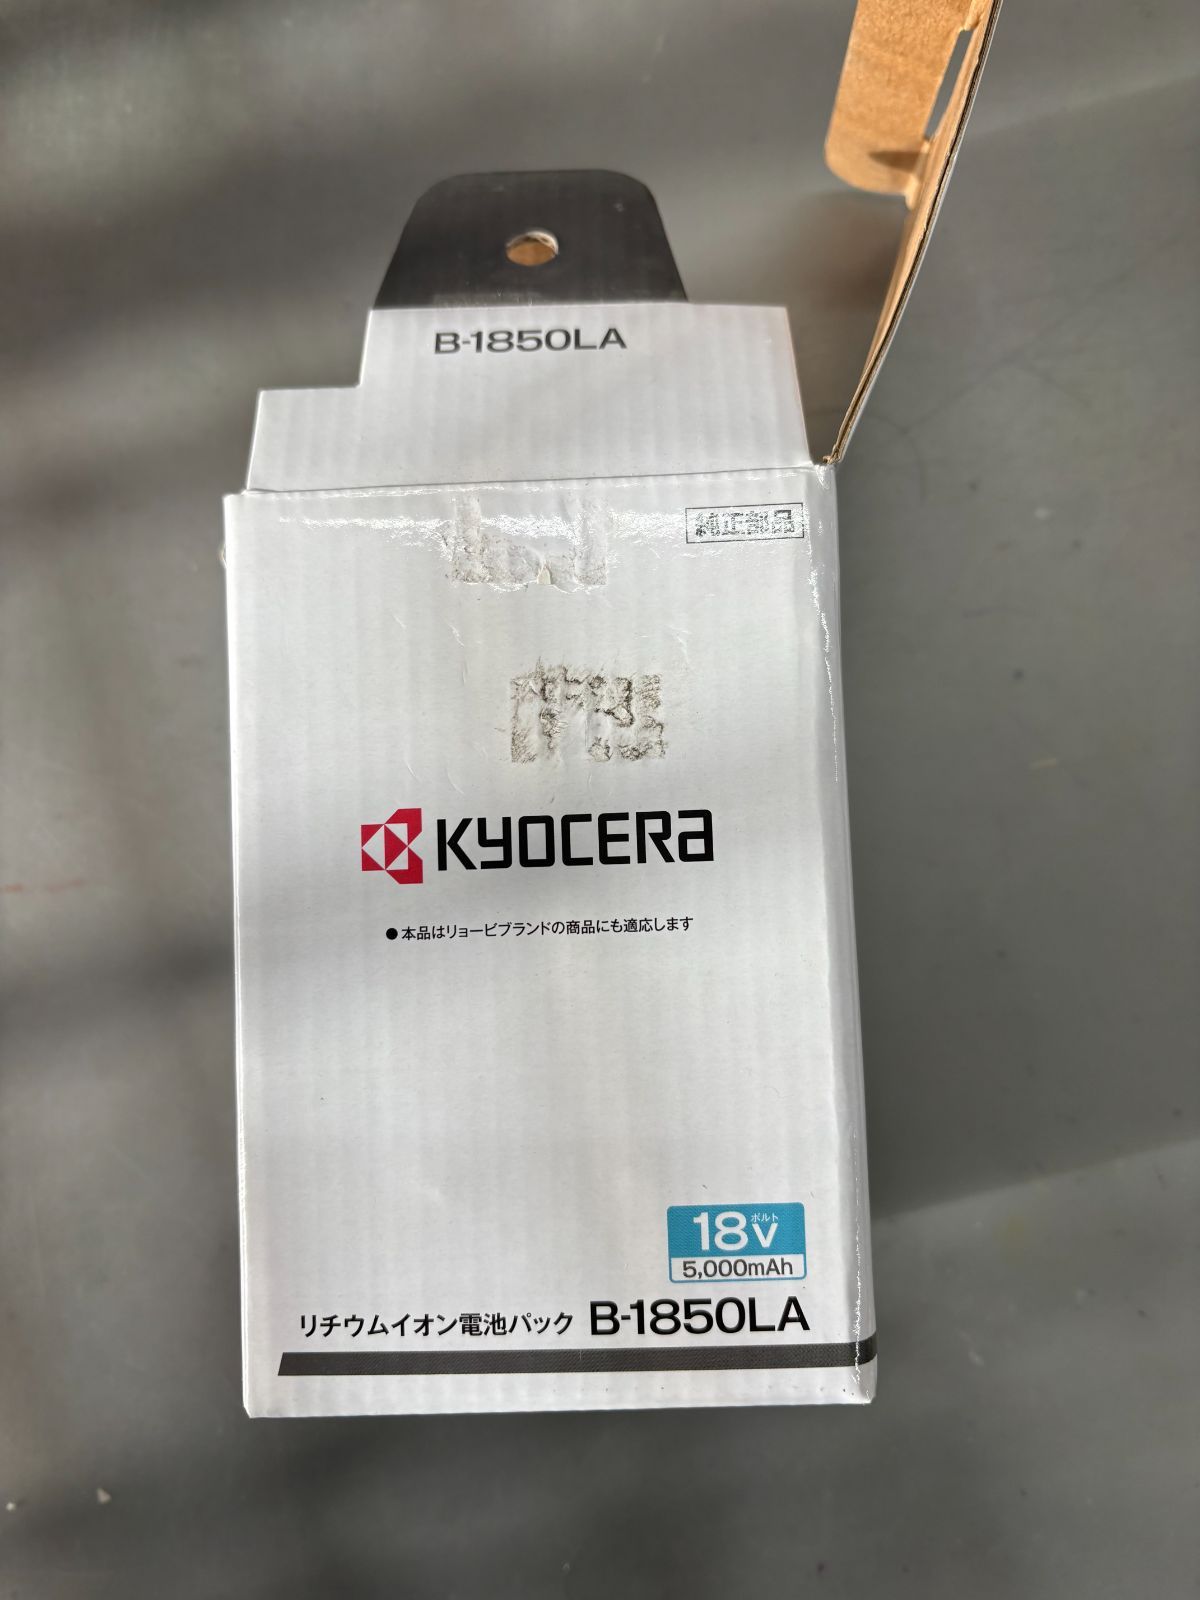 B-1850LA
純正部品
KYOCERA
●本品はリョービブランドの商品にも適応します
18V
ボルト
5,000mAh
リチウムイオン電池パック B-1850LA